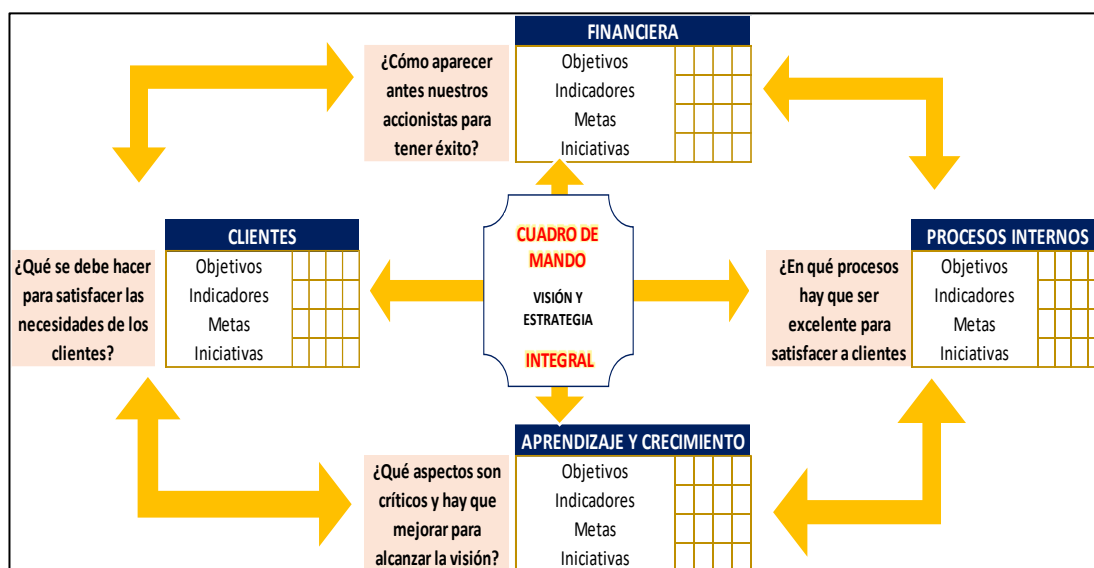 FINANCIERA
¿Cómo aparecer
antes nuestros
accionistas para
tener éxito?
Objetivos
Indicadores
Metas
Iniciativas
CLIENTES
¿Qué se debe hacer
para satisfacer las
necesidades de los
clientes?
Objetivos
Indicadores
Metas
Iniciativas
CUADRO DE
MANDO
VISIÓN Y
ESTRATEGIA
INTEGRAL
PROCESOS INTERNOS
¿En qué procesos
hay que ser
excelente para
satisfacer a clientes
Objetivos
Indicadores
Metas
Iniciativas
APRENDIZAJE Y CRECIMIENTO
¿Qué aspectos son
críticos y hay que
mejorar para
alcanzar la visión?
Objetivos
Indicadores
Metas
Iniciativas